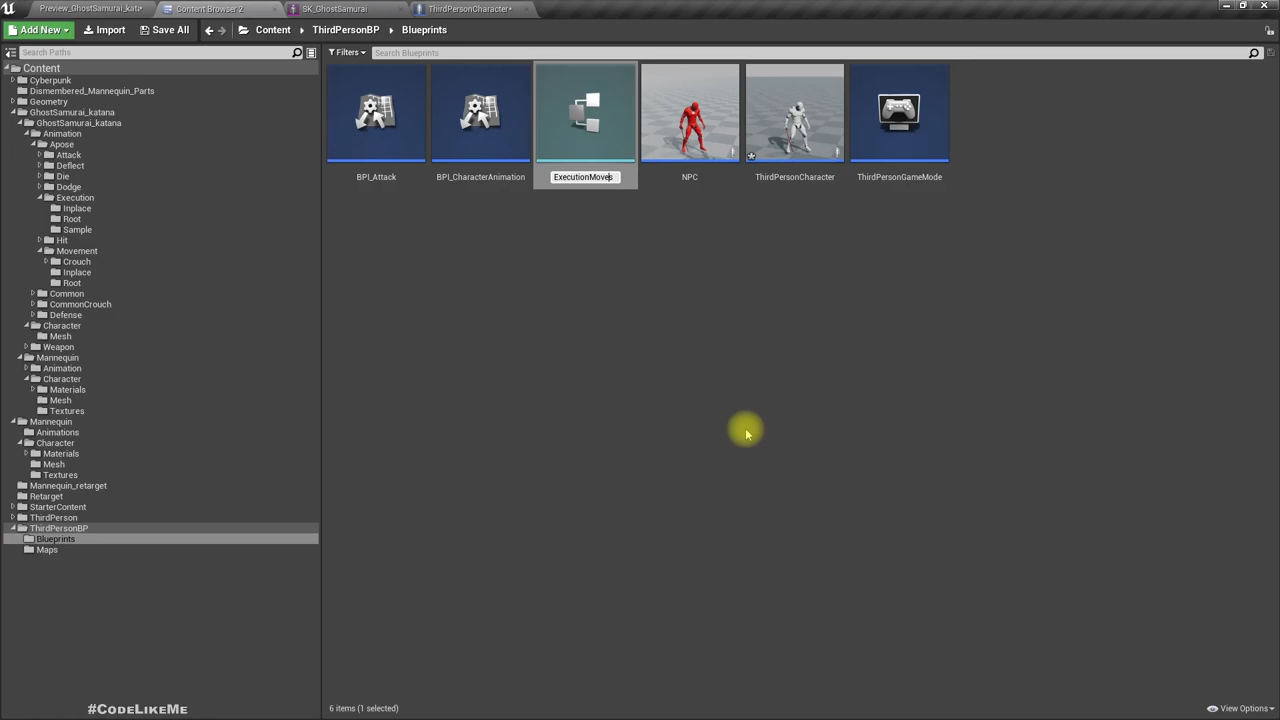 Preview_GhostSamurai_kata•
Content Browser 2
SK_GhostSamurai
ThirdPersonCharacter•
Add New
Import
Save All
Content
ThirdPersonBP
Blueprints
Search Paths
Filters
Search Blueprints
Content
Cyberpunk
Dismembered_Mannequin_Parts
Geometry
GhostSamurai_katana
GhostSamurai_katana
Animation
Apose
Attack
Deflect
Die
Dodge
Execution
Inplace
Root
Sample
Hit
Movement
Crouch
Inplace
Root
Common
CommonCrouch
Defense
Character
Mesh
Weapon
Mannequin
Animation
Character
Materials
Mesh
Textures
Mannequin
Animations
Character
Materials
Mesh
Textures
Mannequin_retarget
Retarget
StarterContent
ThirdPerson
ThirdPersonBP
Blueprints
Maps
BPI_Attack
BPI_CharacterAnimation
ExecutionMoves
NPC
ThirdPersonCharacter
ThirdPersonGameMode
6 items (1 selected)
View Options
#CodeLikeMe